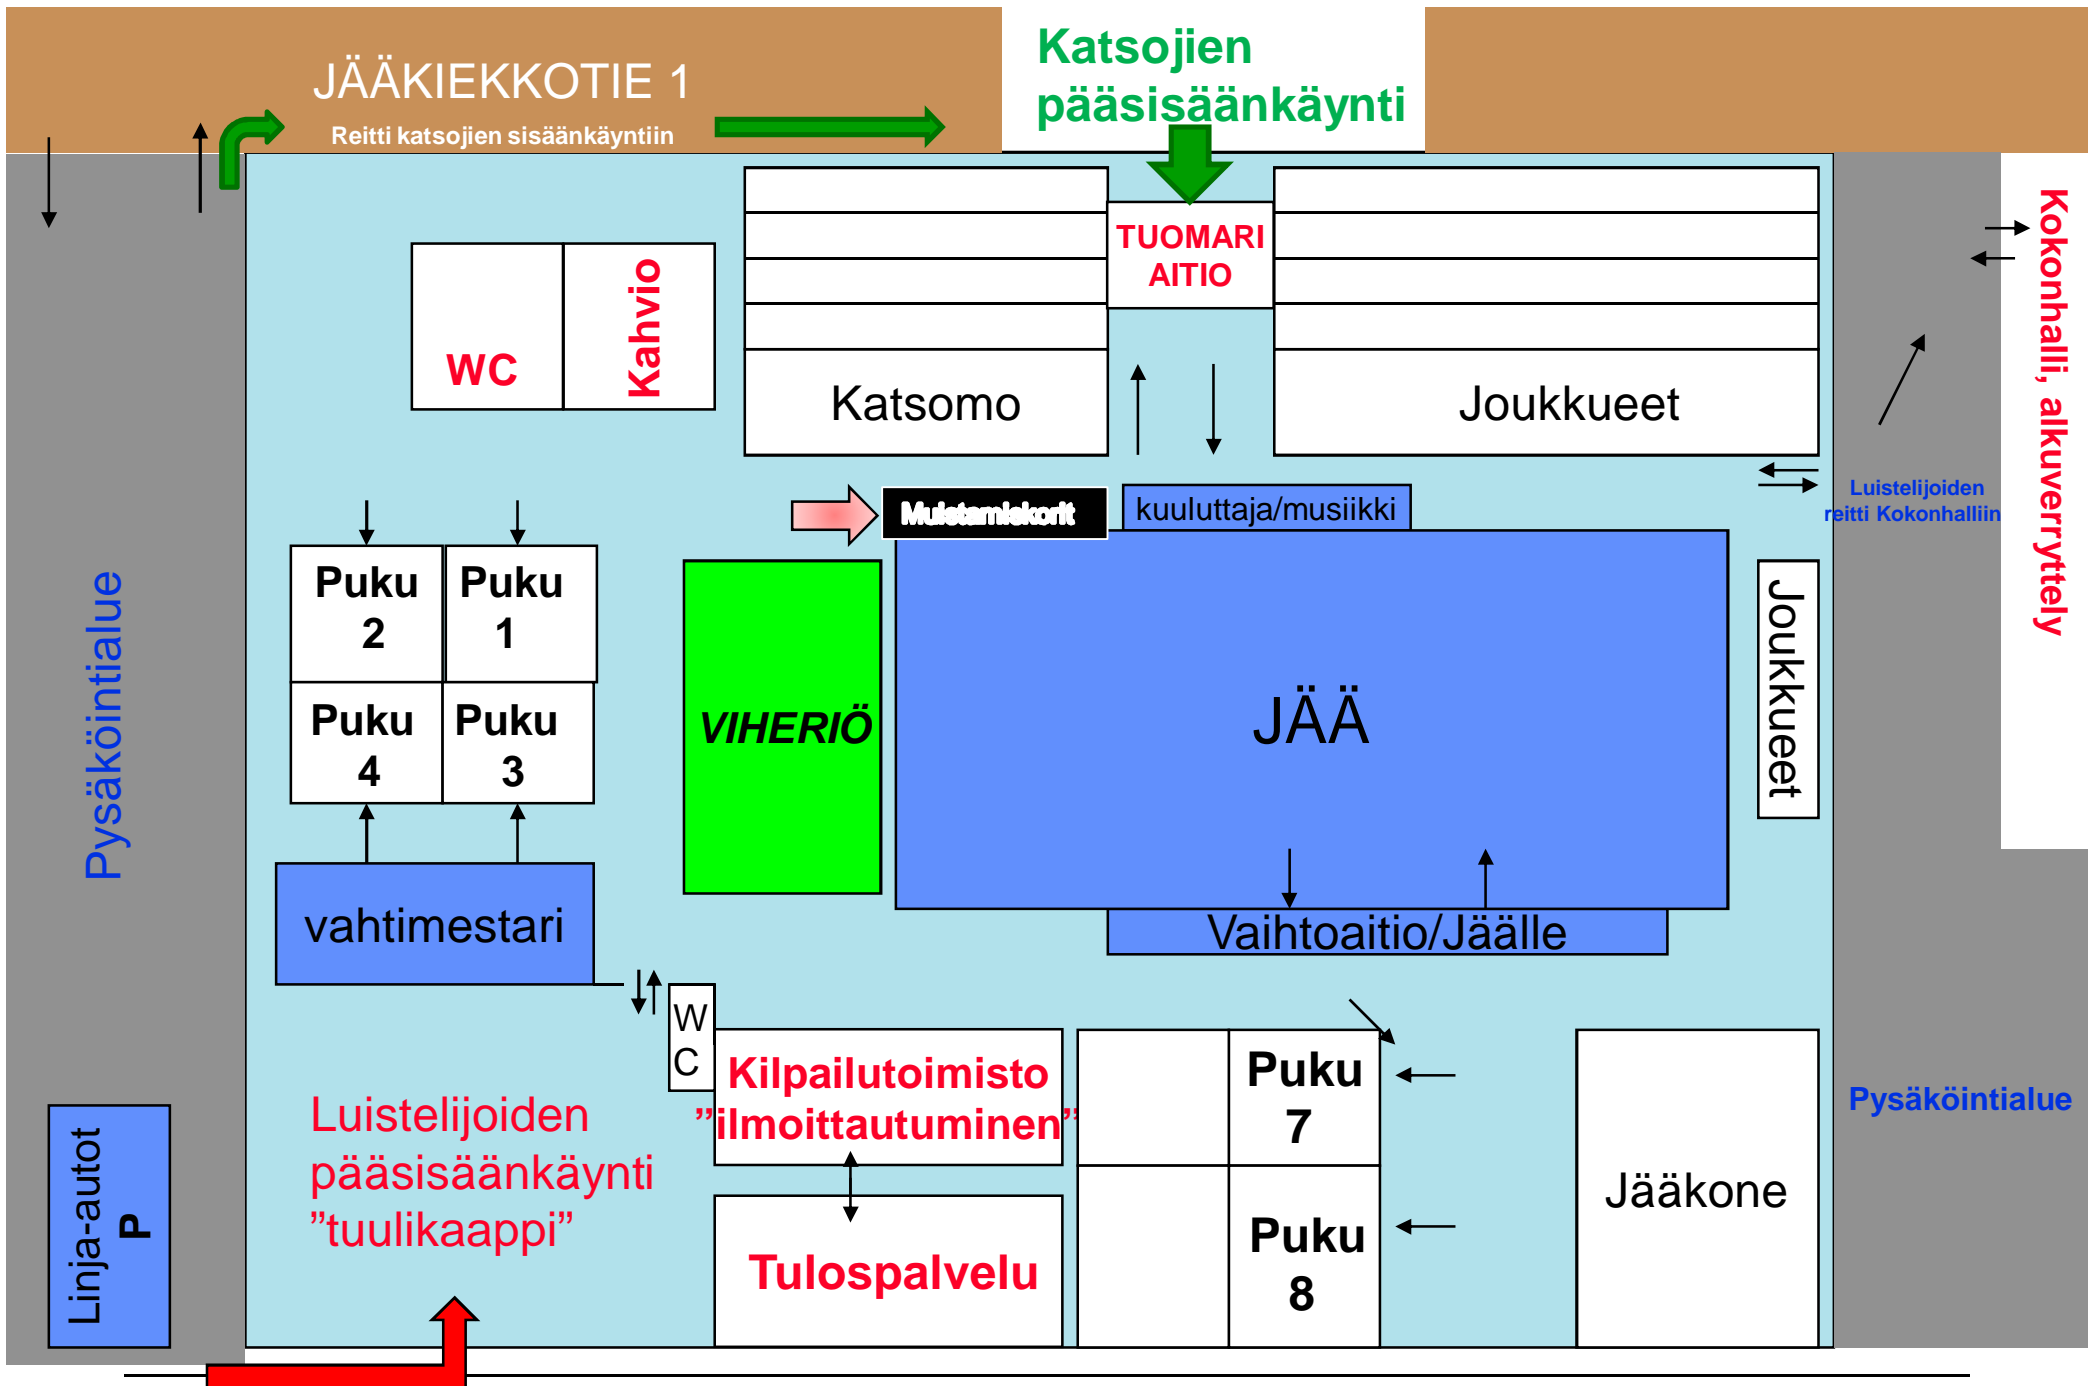 JÄÄKIEKKOTIE 1
Reitti katsojien sisäänkäyntiin
Katsojien
pääsisäänkäynti
TUOMARI
AITIO
WC
Kahvio
Katsomo
Joukkueet
Kokonhalli, alkuverryttely
Muistamiskorit
kuuluttaja/musiikki
Luistelijoiden
reitti Kokonhalliin
Pysäköintialue
Puku
2
Puku
1
Puku
4
Puku
3
VIHERIÖ
JÄÄ
Joukkueet
vahtimestari
Vaihtoaitio/Jäälle
W
C
Kilpailutoimisto
”ilmoittautuminen”
Puku
7
Pysäköintialue
Luistelijoiden
pääsisäänkäynti
”tuulikaappi”
Linja-autot
P
Tulospalvelu
Puku
8
Jääkone